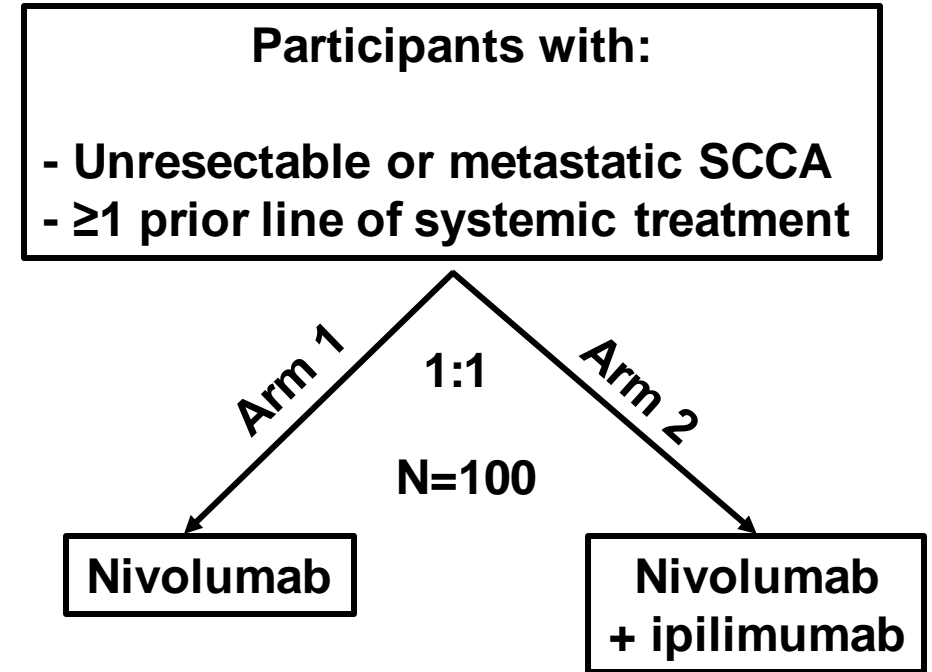 Participants with:
- Unresectable or metastatic SCCA
- ≥1 prior line of systemic treatment
Arm 1
1:1
Arm 2
N=100
Nivolumab
Nivolumab
+ ipilimumab